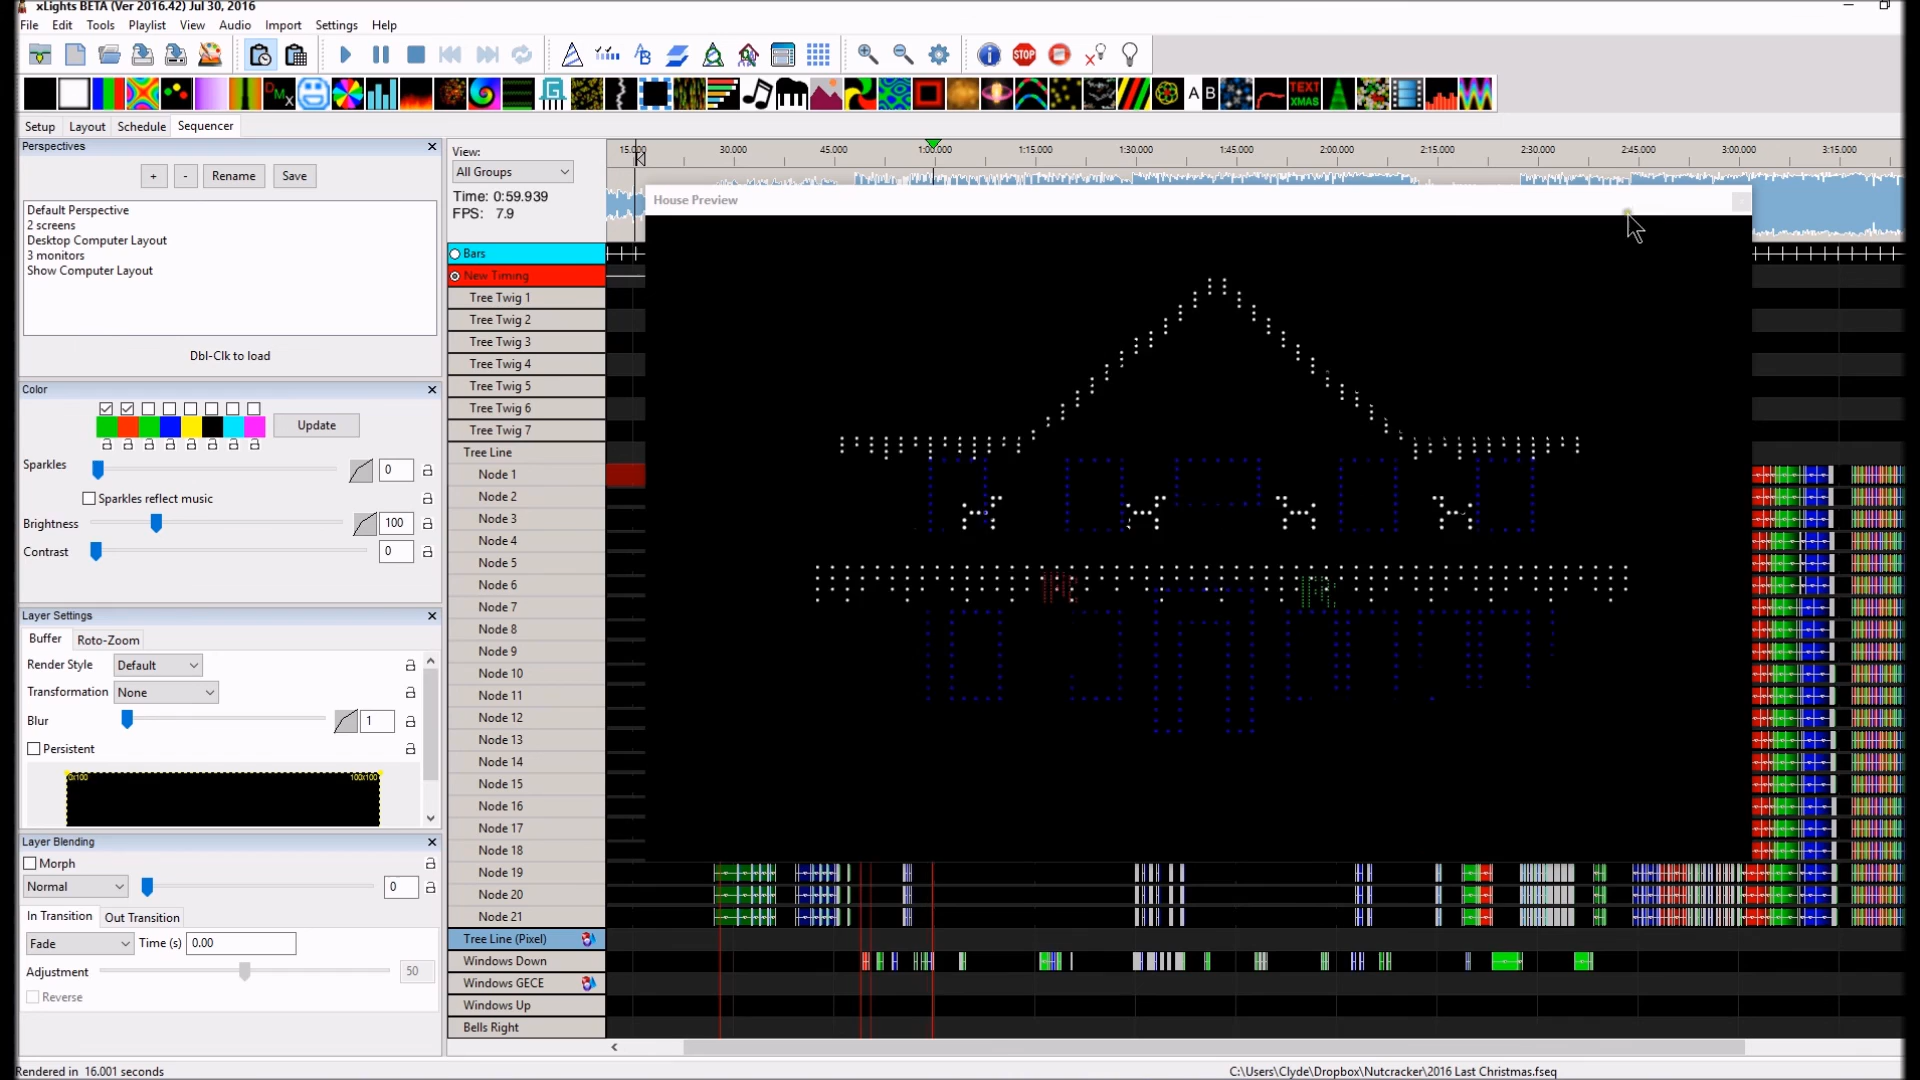 xLights BETA (Ver 2016.42) Jul 30, 2016
File Edit Tools Playlist View Audio Import Settings Help
STOP
DMX G A B TEXT XMAS
Setup Layout Schedule Sequencer
Perspectives
+ - Rename Save
Default Perspective
2 screens
Desktop Computer Layout
3 monitors
Show Computer Layout
Dbl-Clk to load
Color
Update
Sparkles 0
Sparkles reflect music
Brightness 100
Contrast 0
Layer Settings
Buffer Roto-Zoom
Render Style Default
Transformation None
Blur 1
Persistent
0x100 100x100
Layer Blending
Morph
Normal 0
In Transition Out Transition
Fade Time (s) 0.00
Adjustment 50
Reverse
View:
All Groups
Time: 0:59.939
FPS: 7.9
15.000 30.000 45.000 1:00.000 1:15.000 1:30.000 1:45.000 2:00.000 2:15.000 2:30.000 2:45.000 3:00.000 3:15.000
House Preview
Bars
New Timing
Tree Twig 1
Tree Twig 2
Tree Twig 3
Tree Twig 4
Tree Twig 5
Tree Twig 6
Tree Twig 7
Tree Line
Node 1
Node 2
Node 3
Node 4
Node 5
Node 6
Node 7
Node 8
Node 9
Node 10
Node 11
Node 12
Node 13
Node 14
Node 15
Node 16
Node 17
Node 18
Node 19
Node 20
Node 21
Tree Line (Pixel)
Windows Down
Windows GECE
Windows Up
Bells Right
Rendered in 16.001 seconds
C:\Users\Clyde\Dropbox\Nutcracker\2016 Last Christmas.fseq